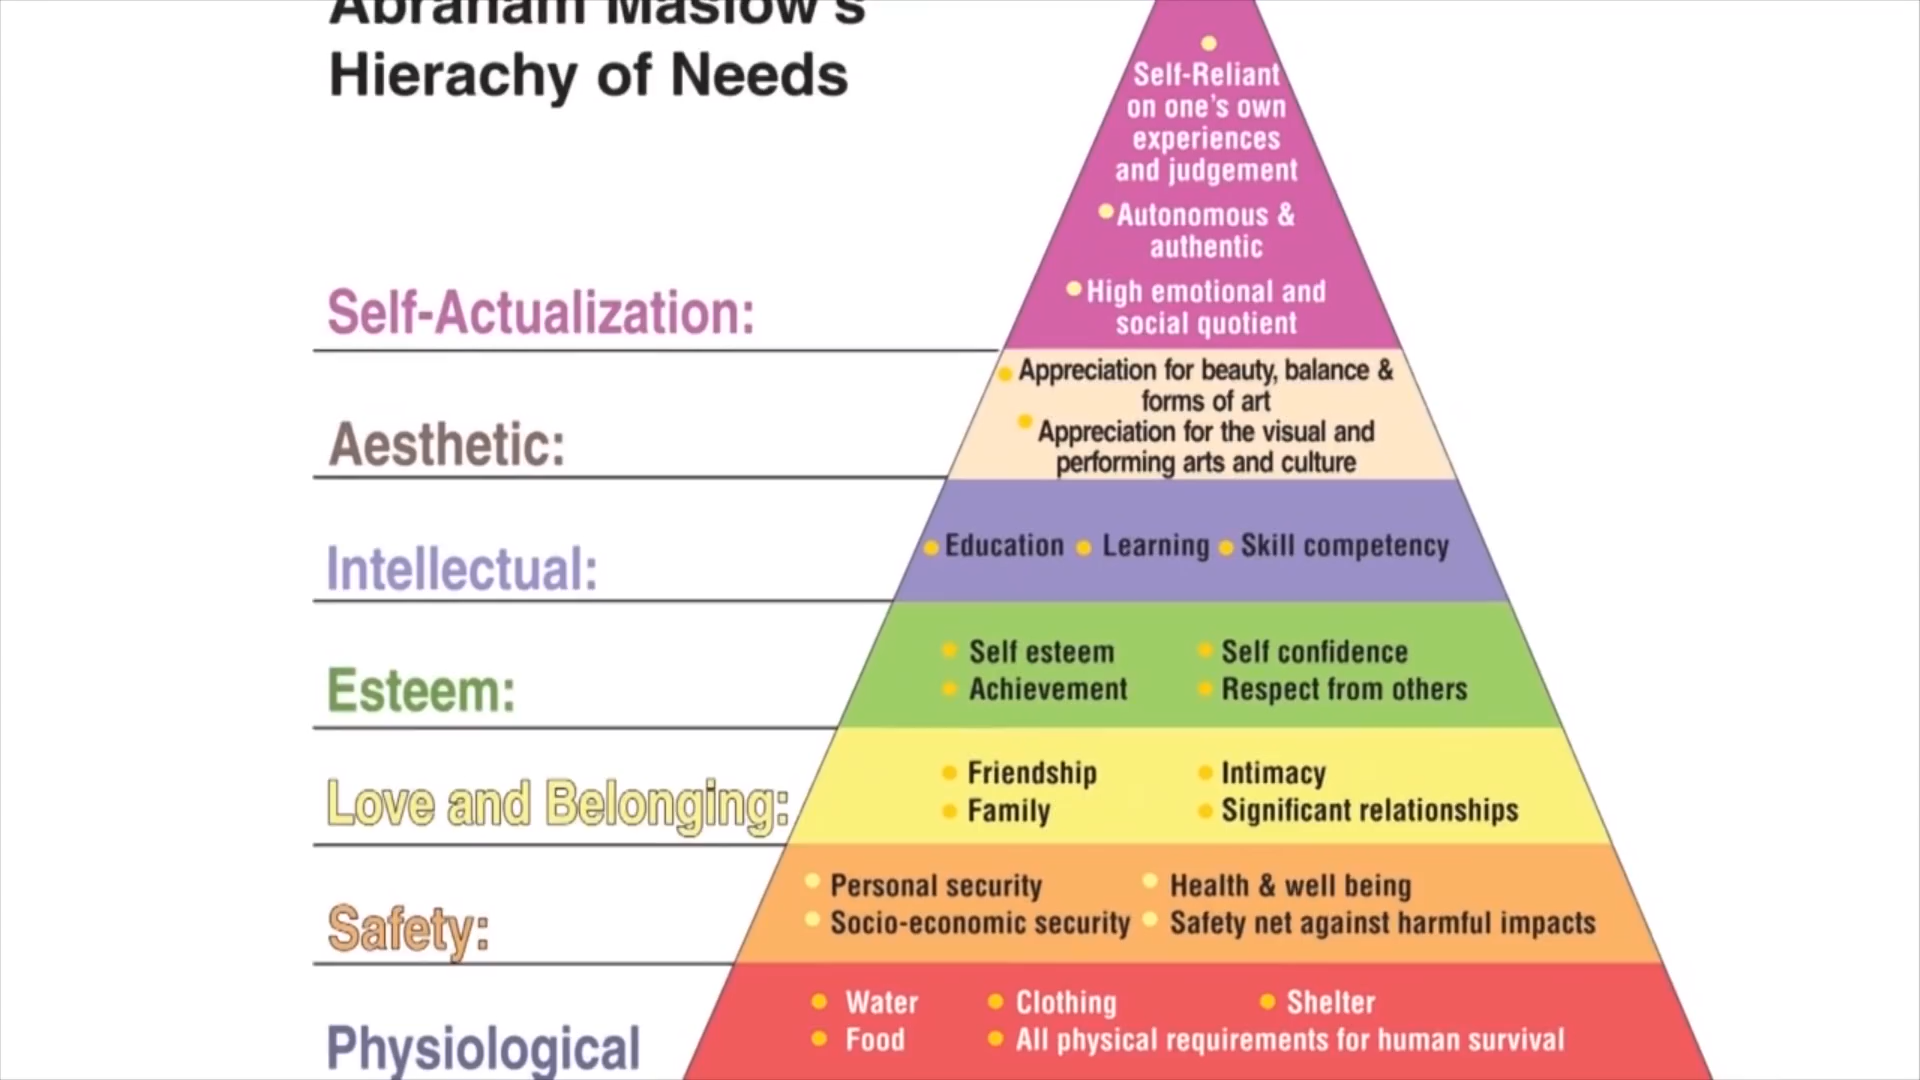 Abraham Maslow's
Hierachy of Needs
Self-Reliant
on one's own
experiences
and judgement
Autonomous &
authentic
High emotional and
social quotient
Self-Actualization:
Appreciation for beauty, balance &
forms of art
Appreciation for the visual and
performing arts and culture
Aesthetic:
Education Learning Skill competency
Intellectual:
Self esteem Self confidence
Achievement Respect from others
Esteem:
Friendship Intimacy
Family Significant relationships
Love and Belonging:
Personal security Health & well being
Socio-economic security Safety net against harmful impacts
Safety:
Water Clothing Shelter
Food All physical requirements for human survival
Physiological